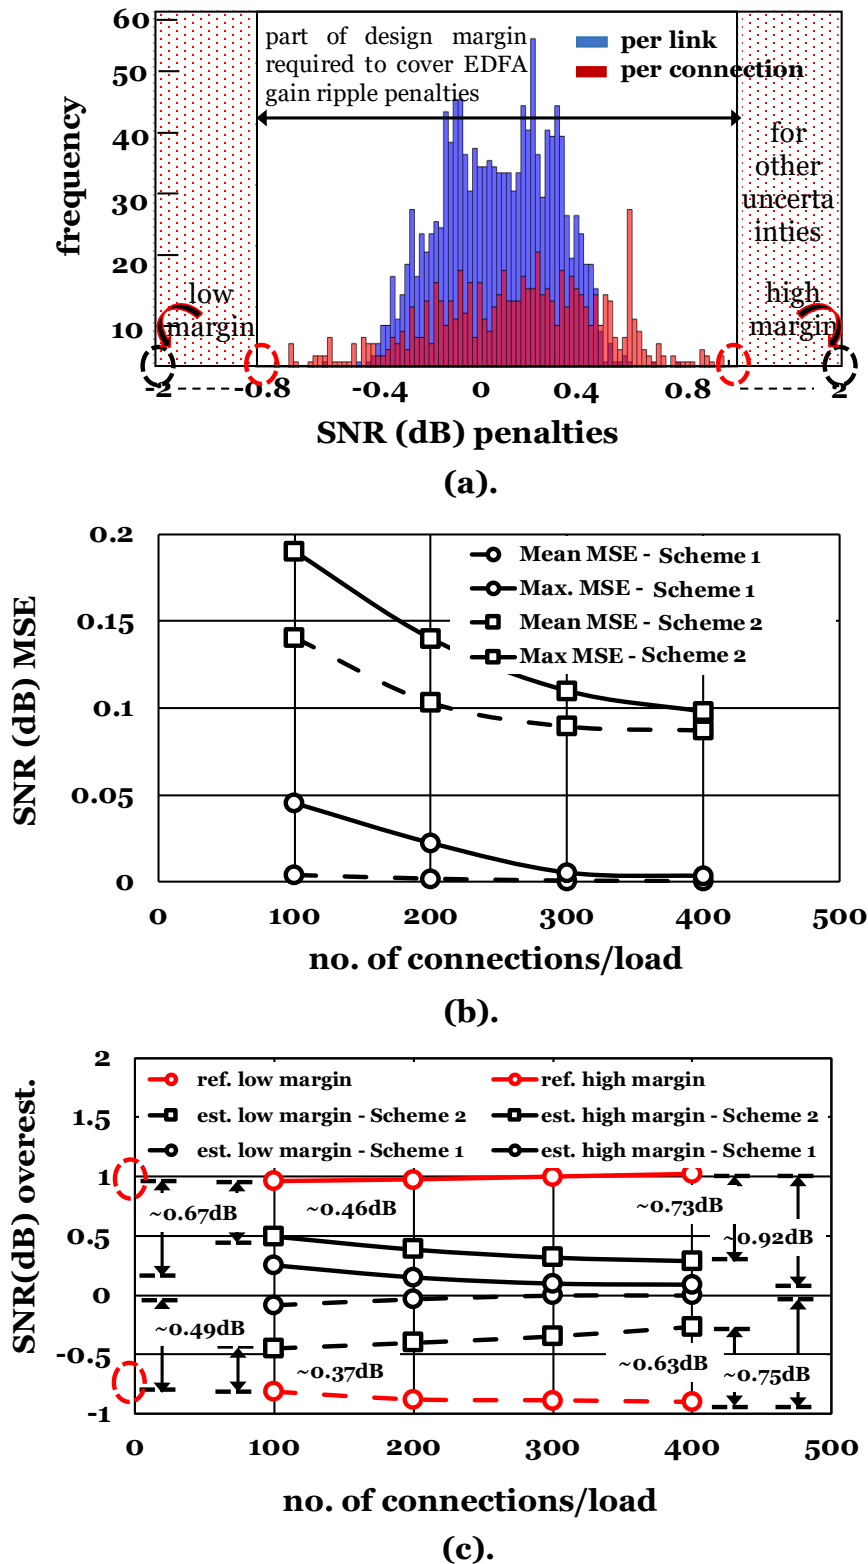 60
50
40
30
20
10
frequency
part of design margin
required to cover EDFA
gain ripple penalties
per link
per connection
for
other
uncerta
inties
low
margin
high
margin
-2 -0.8 -0.4 0 0.4 0.8 2
SNR (dB) penalties
(a).
0.2
0.15
0.1
0.05
0
SNR (dB) MSE
Mean MSE - Scheme 1
Max. MSE - Scheme 1
Mean MSE - Scheme 2
Max MSE - Scheme 2
0 100 200 300 400 500
no. of connections/load
(b).
2
1.5
1
0.5
0
-0.5
-1
SNR(dB) overest.
ref. low margin
ref. high margin
est. low margin - Scheme 2
est. high margin - Scheme 2
est. low margin - Scheme 1
est. high margin - Scheme 1
~0.67dB
~0.46dB
~0.73dB
~0.92dB
~0.49dB
~0.37dB
~0.63dB
~0.75dB
0 100 200 300 400 500
no. of connections/load
(c).